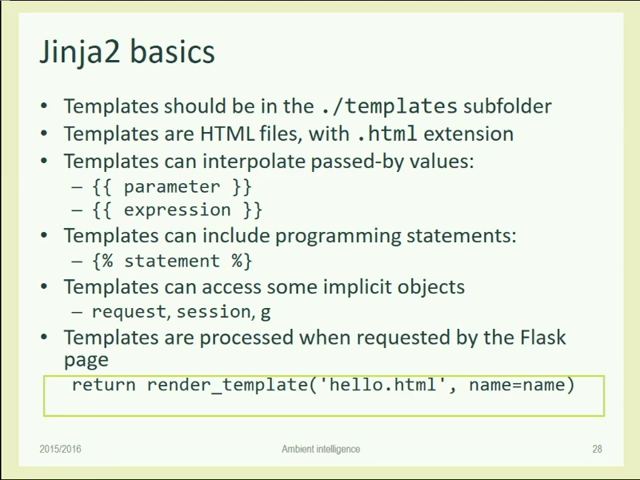 Jinja2 basics
• Templates should be in the ./templates subfolder
• Templates are HTML files, with .html extension
• Templates can interpolate passed-by values:
– {{ parameter }}
– {{ expression }}
• Templates can include programming statements:
– {% statement %}
• Templates can access some implicit objects
– request, session, g
• Templates are processed when requested by the Flask
page
return render_template('hello.html', name=name)
2015/2016
Ambient intelligence
28